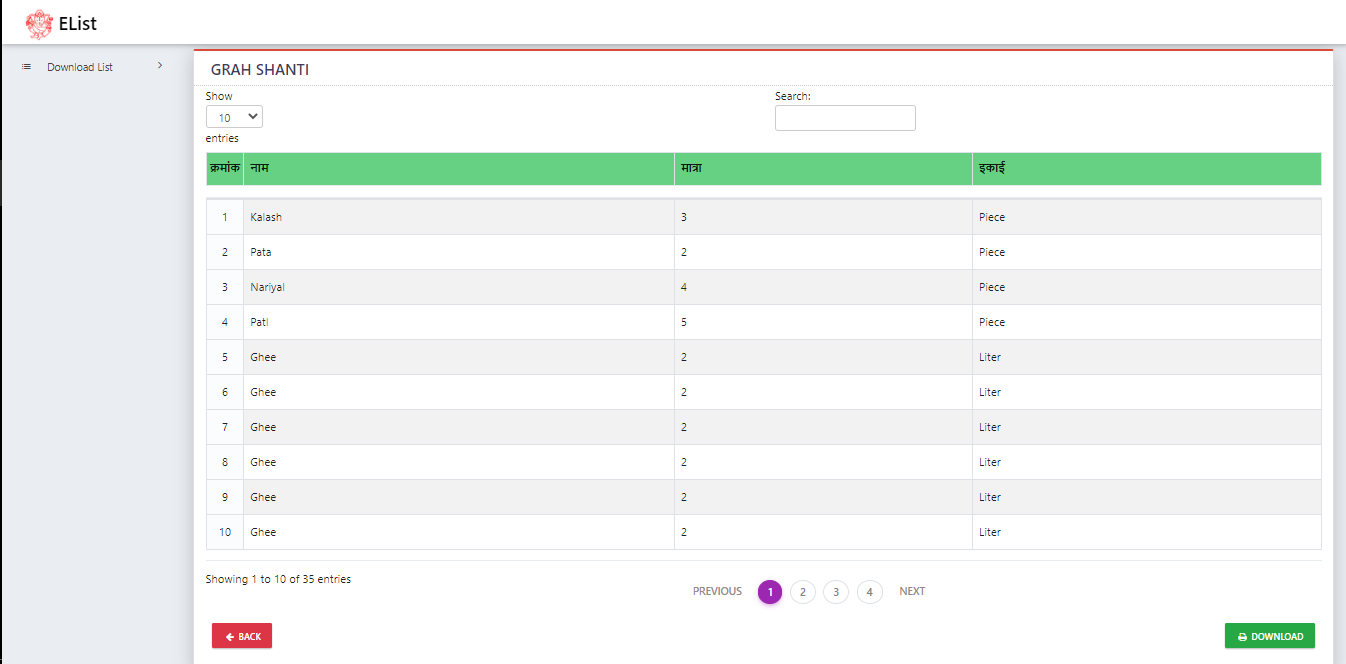 EList
Download List
GRAH SHANTI
Show
Search:
10
entries
क्रमांक नाम मात्रा इकाई
1 Kalash 3 Piece
2 Pata 2 Piece
3 Nariyal 4 Piece
4 Patl 5 Piece
5 Ghee 2 Liter
6 Ghee 2 Liter
7 Ghee 2 Liter
8 Ghee 2 Liter
9 Ghee 2 Liter
10 Ghee 2 Liter
Showing 1 to 10 of 35 entries
PREVIOUS 1 2 3 4 NEXT
BACK DOWNLOAD